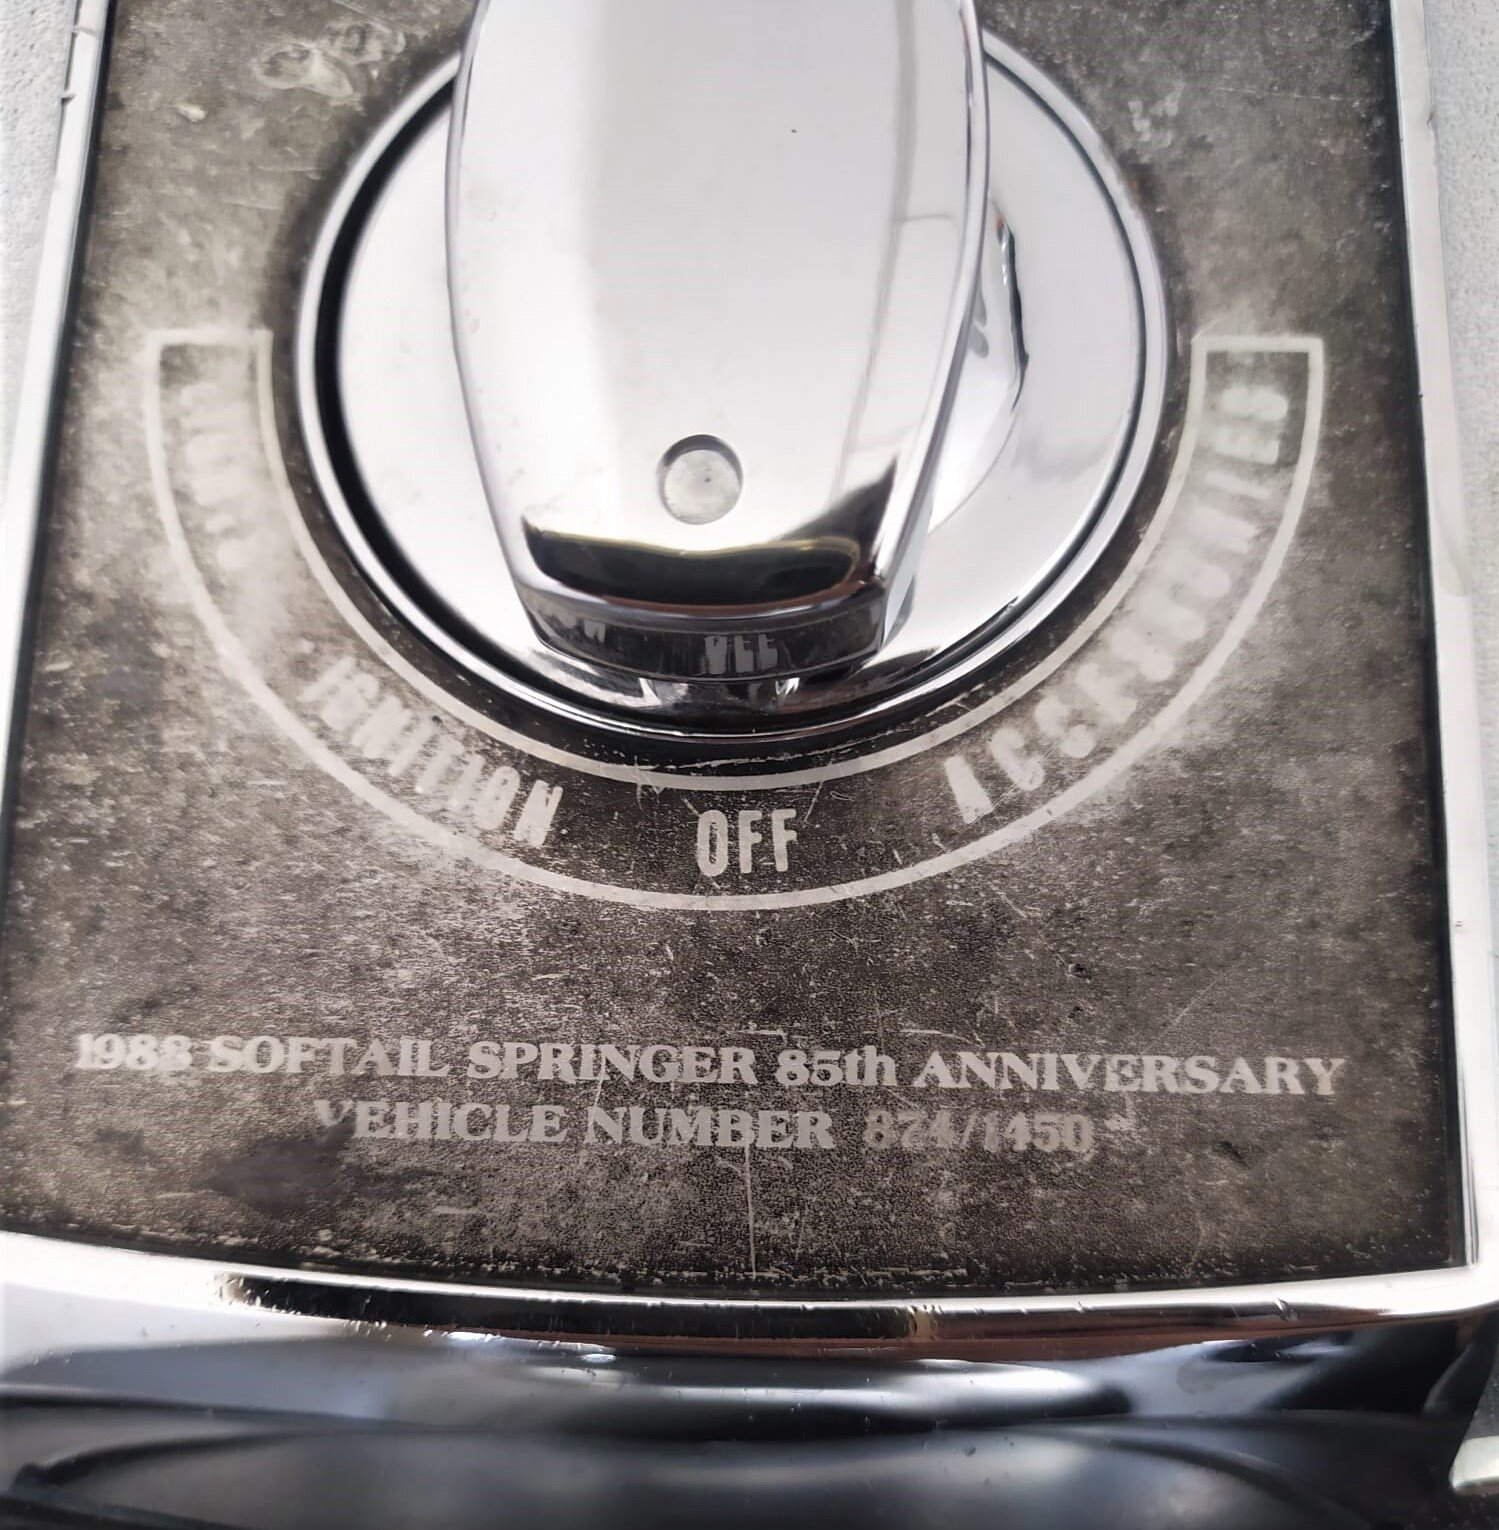 IGNITION
OFF
ACCESSORIES
1988 SOFTAIL SPRINGER 85th ANNIVERSARY
VEHICLE NUMBER 874/1450